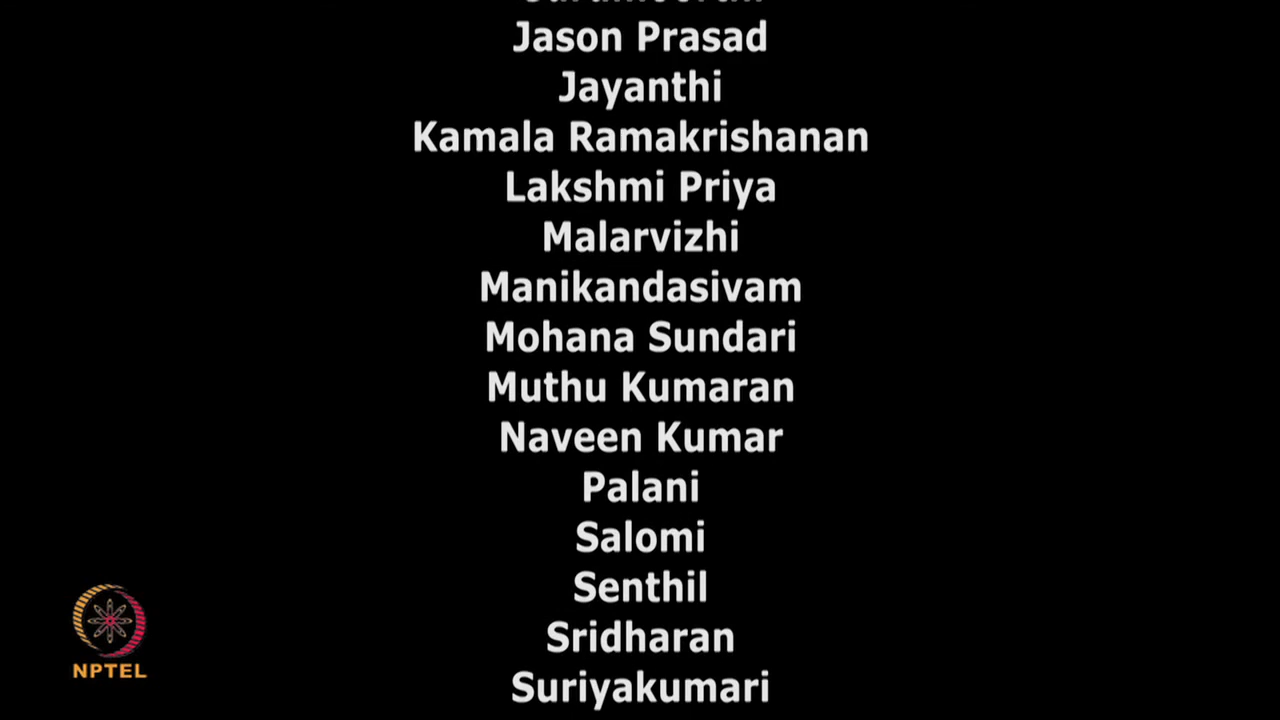 Jason Prasad
Jayanthi
Kamala Ramakrishanan
Lakshmi Priya
Malarvizhi
Manikandasivam
Mohana Sundari
Muthu Kumaran
Naveen Kumar
Palani
Salomi
Senthil
Sridharan
Suriyakumari
NPTEL